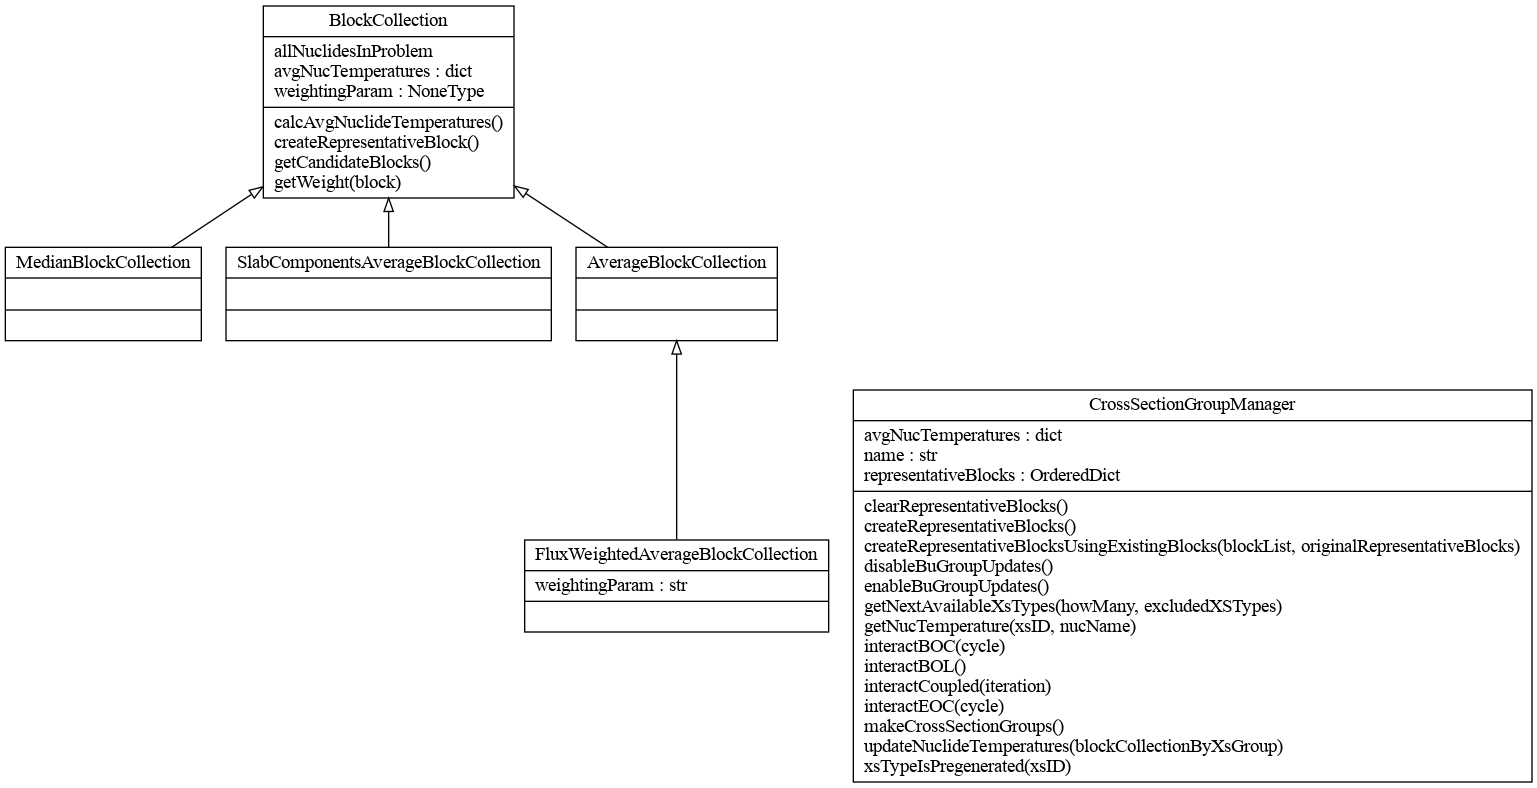 BlockCollection
allNuclidesInProblem
avgNucTemperatures : dict
weightingParam : NoneType
calcAvgNuclideTemperatures()
createRepresentativeBlock()
getCandidateBlocks()
getWeight(block)
MedianBlockCollection
SlabComponentsAverageBlockCollection
AverageBlockCollection
FluxWeightedAverageBlockCollection
weightingParam : str
CrossSectionGroupManager
avgNucTemperatures : dict
name : str
representativeBlocks : OrderedDict
clearRepresentativeBlocks()
createRepresentativeBlocks()
createRepresentativeBlocksUsingExistingBlocks(blockList, originalRepresentativeBlocks)
disableBuGroupUpdates()
enableBuGroupUpdates()
getNextAvailableXsTypes(howMany, excludedXSTypes)
getNucTemperature(xsID, nucName)
interactBOC(cycle)
interactBOL()
interactCoupled(iteration)
interactEOC(cycle)
makeCrossSectionGroups()
updateNuclideTemperatures(blockCollectionByXsGroup)
xsTypeIsPregenerated(xsID)